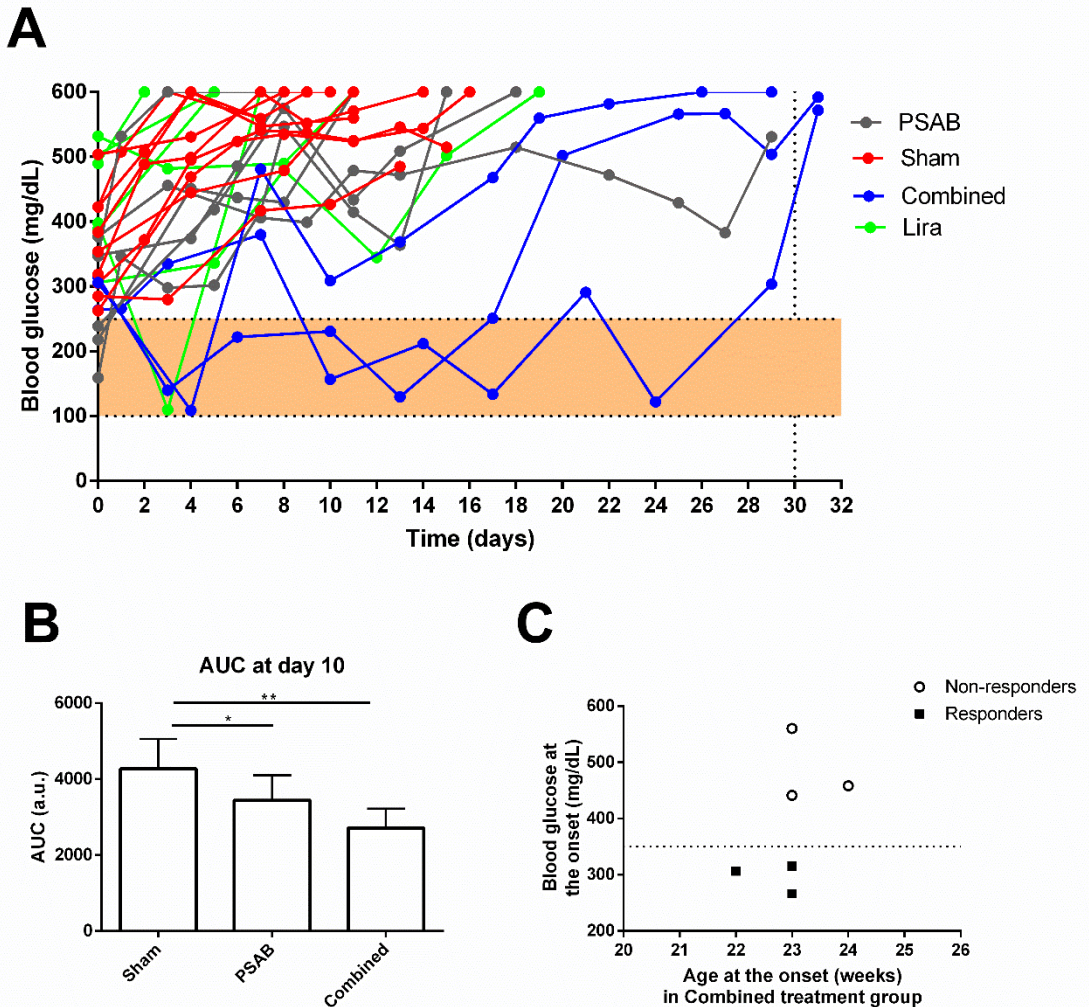 A
Blood glucose (mg/dL)
600
500
400
300
200
100
0
0 2 4 6 8 10 12 14 16 18 20 22 24 26 28 30 32
Time (days)
PSAB
Sham
Combined
Lira
B
AUC at day 10
AUC (a.u.)
6000
4000
2000
0
**
*
Sham
PSAB
Combined
C
Non-responders
Responders
Blood glucose at
the onset (mg/dL)
600
500
400
300
200
20 21 22 23 24 25 26
Age at the onset (weeks)
in Combined treatment group